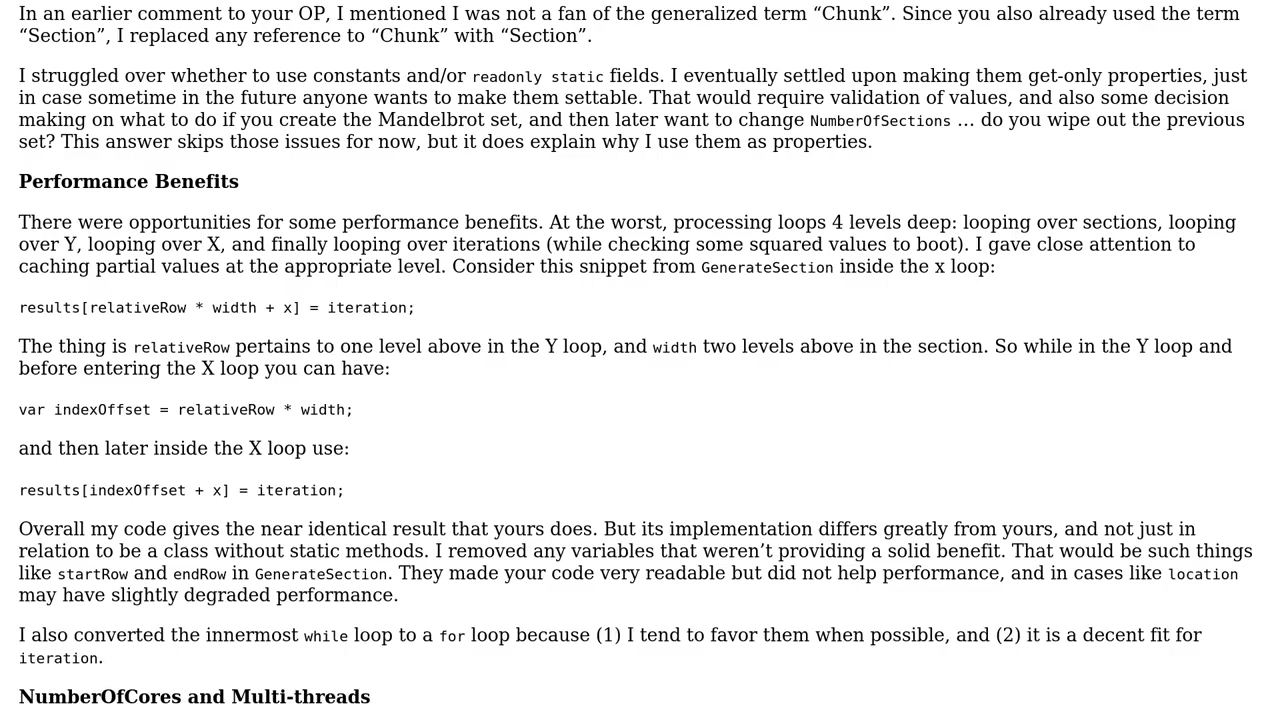 In an earlier comment to your OP, I mentioned I was not a fan of the generalized term “Chunk”. Since you also already used the term
“Section”, I replaced any reference to “Chunk” with “Section”.
I struggled over whether to use constants and/or readonly static fields. I eventually settled upon making them get-only properties, just
in case sometime in the future anyone wants to make them settable. That would require validation of values, and also some decision
making on what to do if you create the Mandelbrot set, and then later want to change NumberOfSections … do you wipe out the previous
set? This answer skips those issues for now, but it does explain why I use them as properties.
Performance Benefits
There were opportunities for some performance benefits. At the worst, processing loops 4 levels deep: looping over sections, looping
over Y, looping over X, and finally looping over iterations (while checking some squared values to boot). I gave close attention to
caching partial values at the appropriate level. Consider this snippet from GenerateSection inside the x loop:
results[relativeRow * width + x] = iteration;
The thing is relativeRow pertains to one level above in the Y loop, and width two levels above in the section. So while in the Y loop and
before entering the X loop you can have:
var indexOffset = relativeRow * width;
and then later inside the X loop use:
results[indexOffset + x] = iteration;
Overall my code gives the near identical result that yours does. But its implementation differs greatly from yours, and not just in
relation to be a class without static methods. I removed any variables that weren’t providing a solid benefit. That would be such things
like startRow and endRow in GenerateSection. They made your code very readable but did not help performance, and in cases like location
may have slightly degraded performance.
I also converted the innermost while loop to a for loop because (1) I tend to favor them when possible, and (2) it is a decent fit for
iteration.
NumberOfCores and Multi-threads